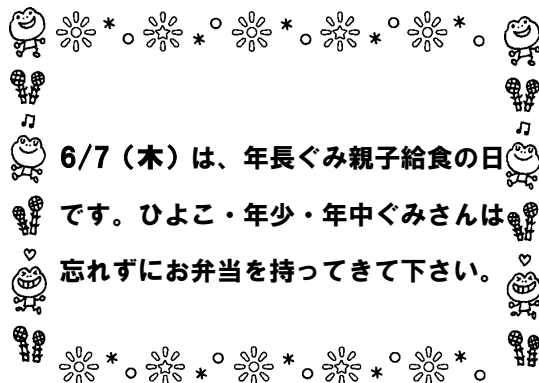 6/7（木）は、年長ぐみ親子給食の日
です。ひよこ・年少・年中ぐみさんは
忘れずにお弁当を持ってきて下さい。